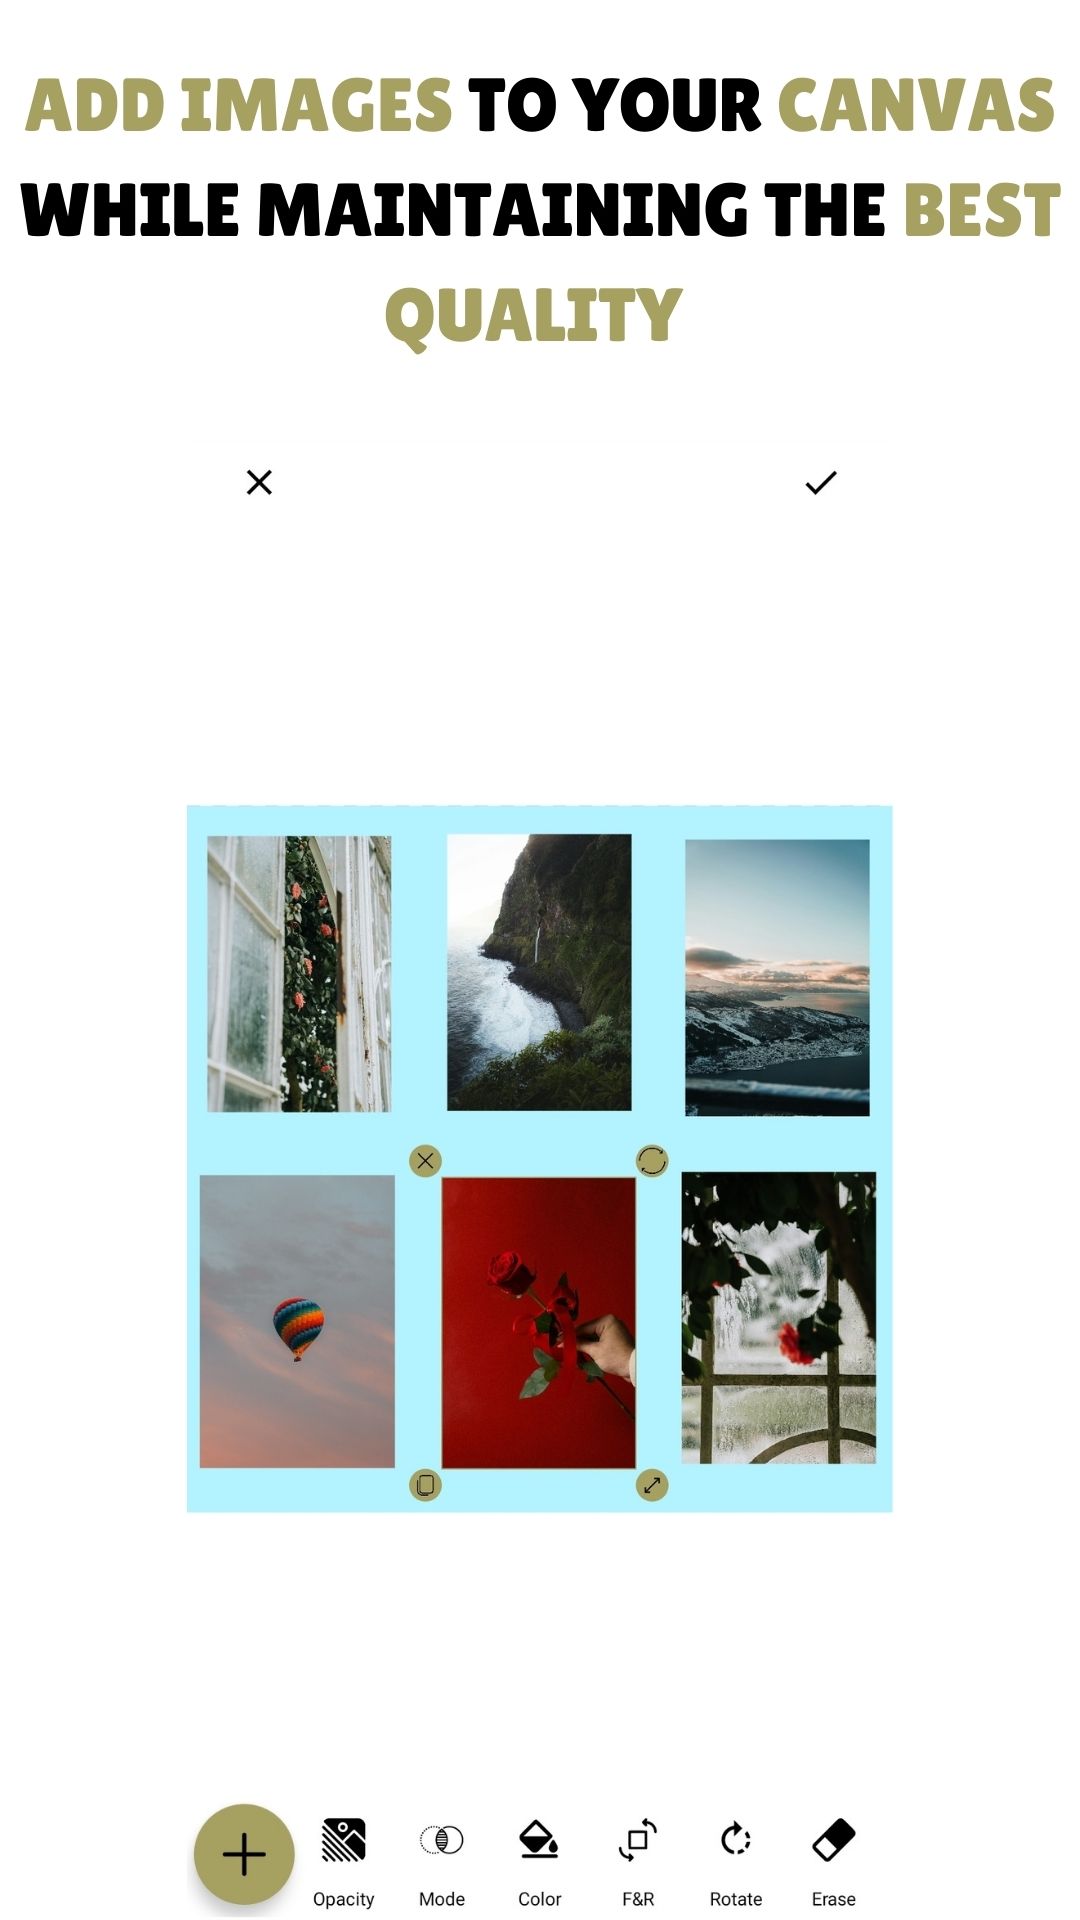 ADD IMAGES TO YOUR CANVAS
WHILE MAINTAINING THE BEST
QUALITY
Opacity Mode Color F&R Rotate Erase